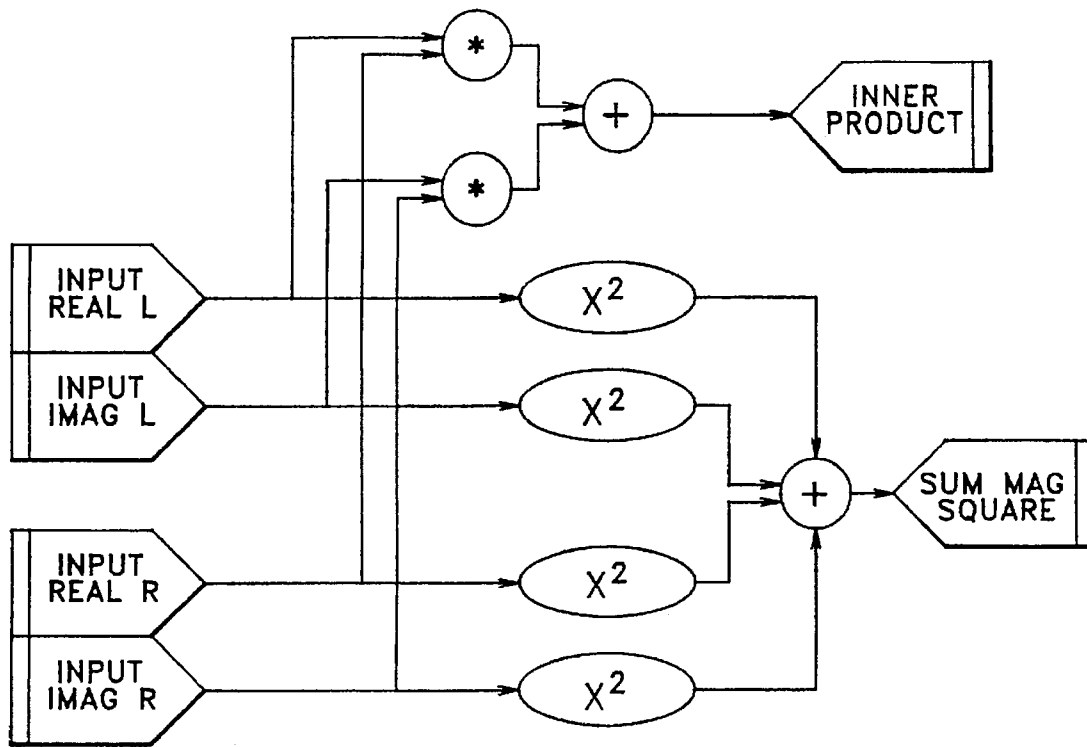 *
+
INNER
PRODUCT
*
INPUT
REAL L
X²
INPUT
IMAG L
X²
+
SUM MAG
SQUARE
INPUT
REAL R
X²
INPUT
IMAG R
X²